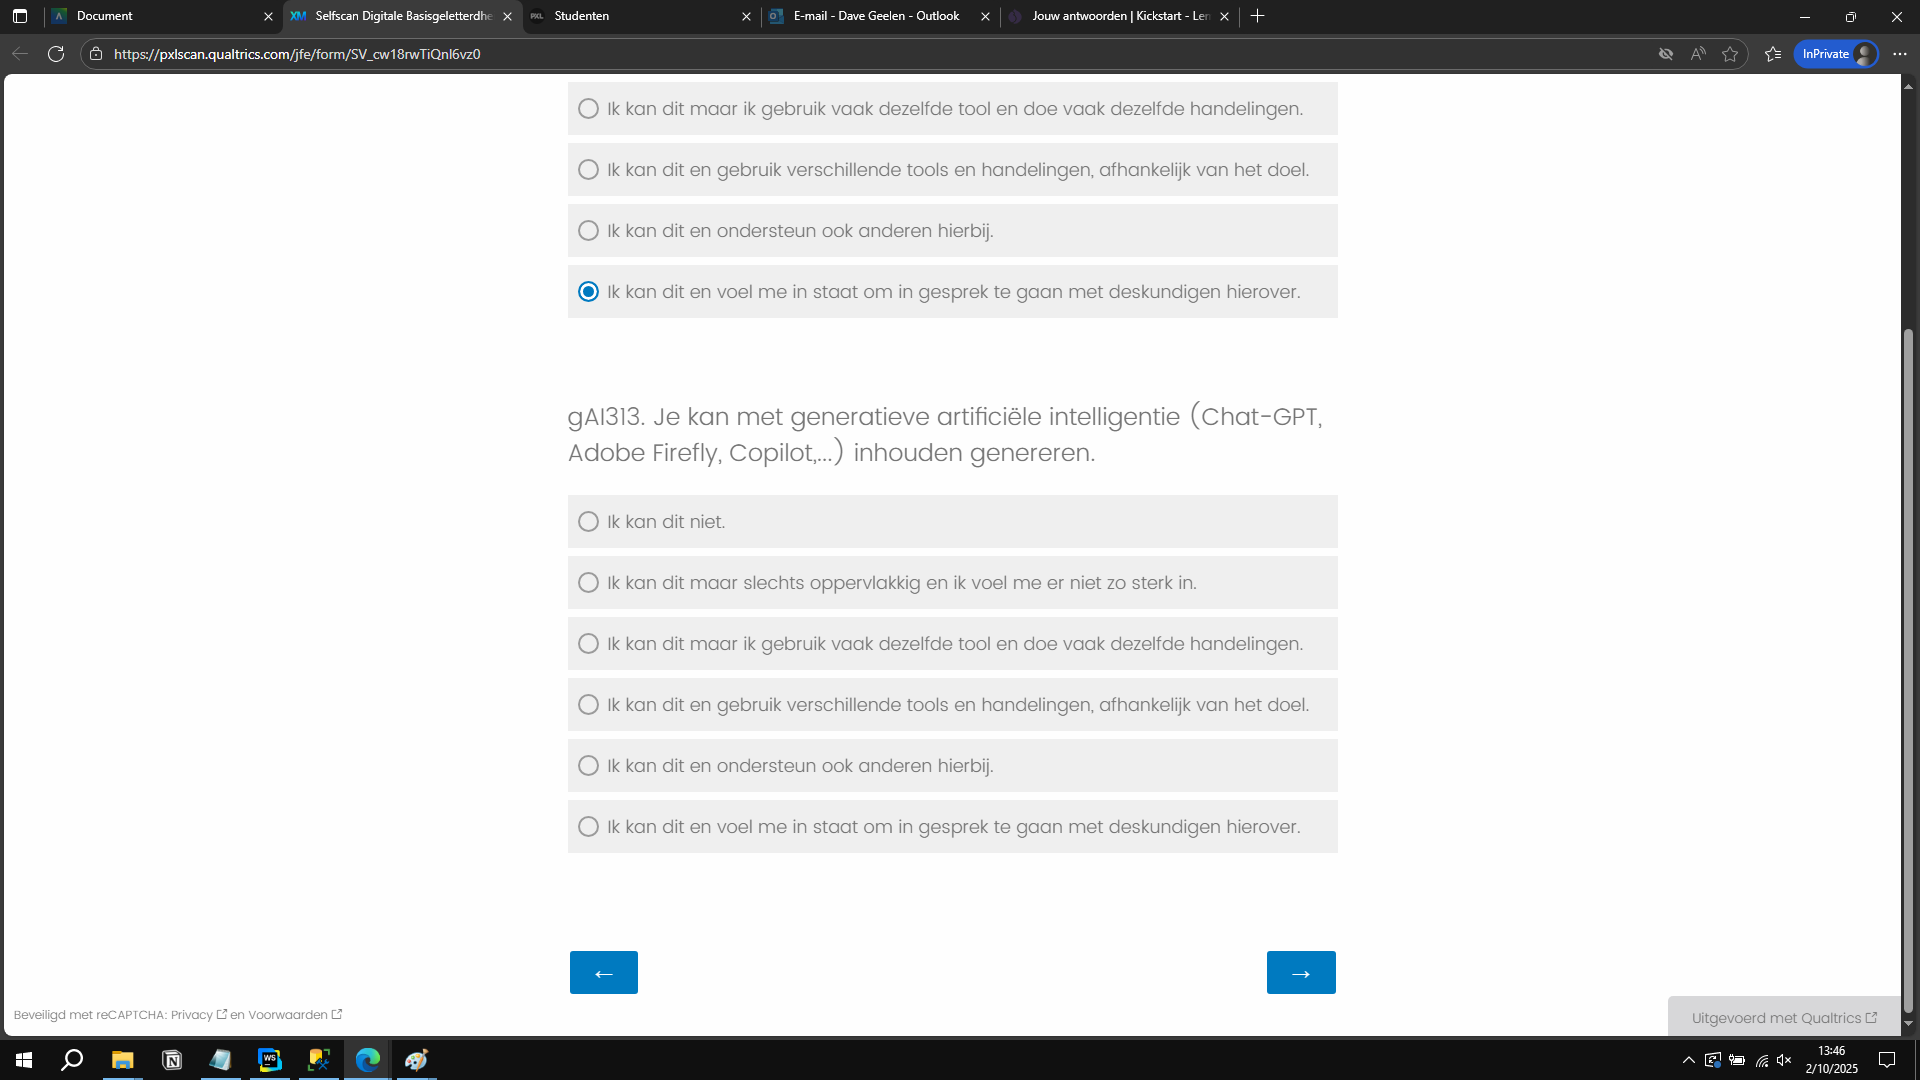 Document
Selfscan Digitale Basisgeletterdhe
PXL
Studenten
E-mail - Dave Geelen - Outlook
Jouw antwoorden | Kickstart - Ler
https://pxlscan.qualtrics.com/jfe/form/SV_cw18rwTiQnl6vz0
InPrivate
Ik kan dit maar ik gebruik vaak dezelfde tool en doe vaak dezelfde handelingen.
Ik kan dit en gebruik verschillende tools en handelingen, afhankelijk van het doel.
Ik kan dit en ondersteun ook anderen hierbij.
Ik kan dit en voel me in staat om in gesprek te gaan met deskundigen hierover.
gAI313. Je kan met generatieve artificiële intelligentie (Chat-GPT,
Adobe Firefly, Copilot,...) inhouden genereren.
Ik kan dit niet.
Ik kan dit maar slechts oppervlakkig en ik voel me er niet zo sterk in.
Ik kan dit maar ik gebruik vaak dezelfde tool en doe vaak dezelfde handelingen.
Ik kan dit en gebruik verschillende tools en handelingen, afhankelijk van het doel.
Ik kan dit en ondersteun ook anderen hierbij.
Ik kan dit en voel me in staat om in gesprek te gaan met deskundigen hierover.
← →
Beveiligd met reCAPTCHA: Privacy en Voorwaarden
Uitgevoerd met Qualtrics
WS
13:46
2/10/2025